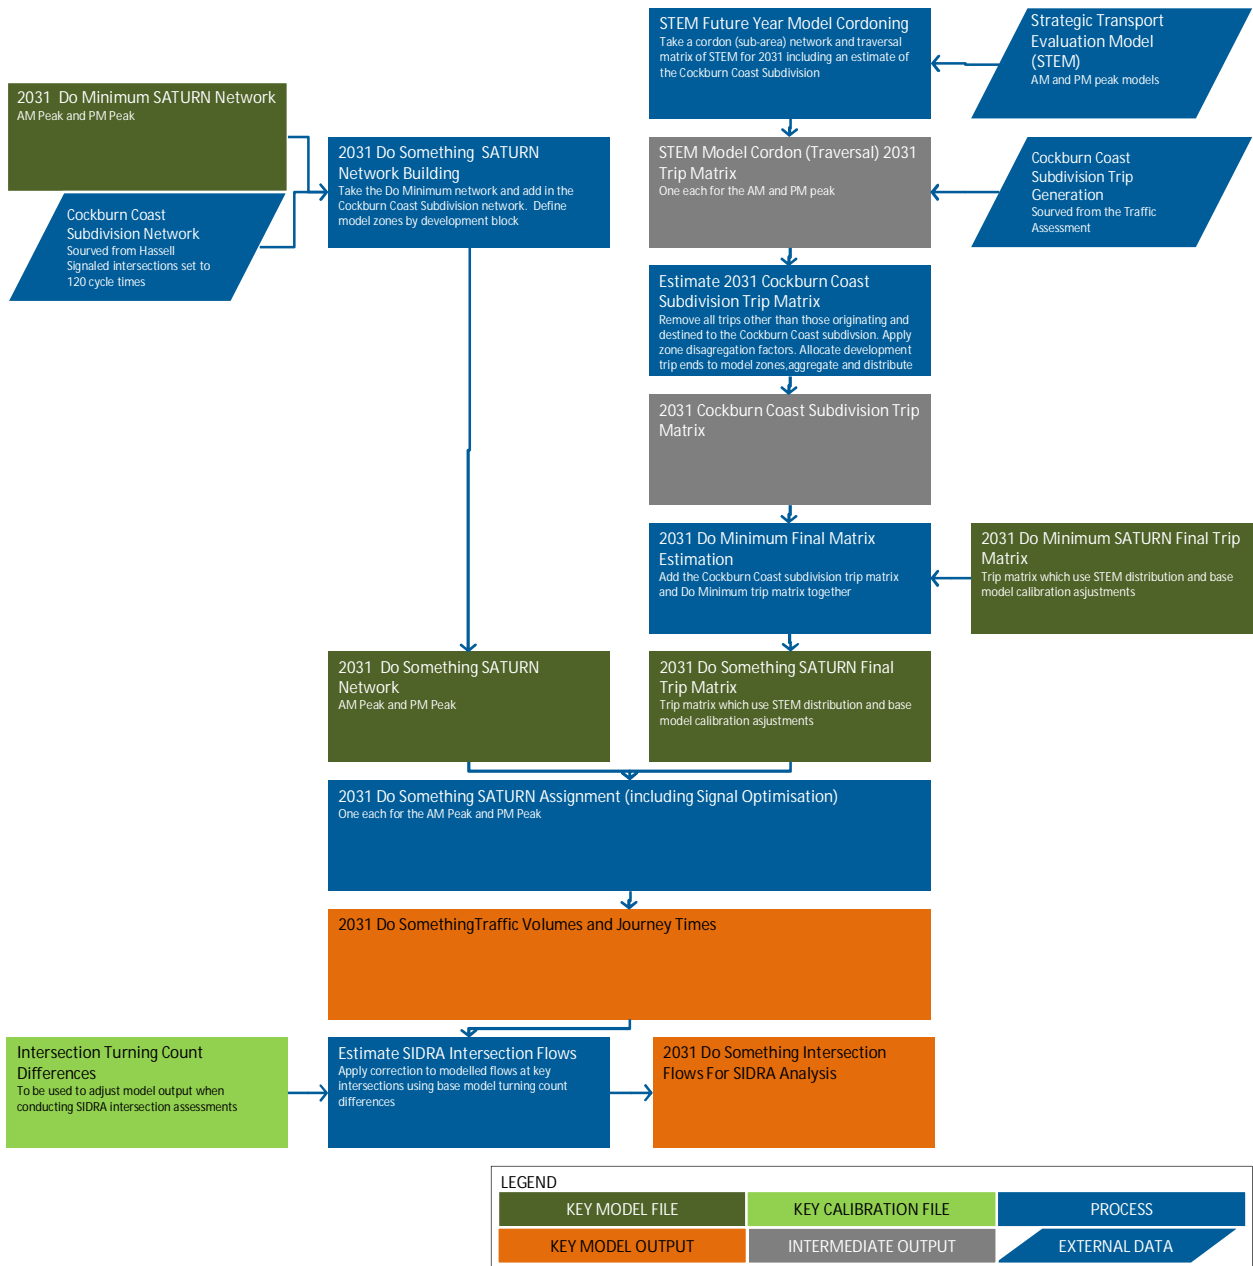 STEM Future Year Model Cordoning
Take a cordon (sub-area) network and traversal
matrix of STEM for 2031 including an estimate of
the Cockburn Coast Subdivision
Strategic Transport
Evaluation Model
(STEM)
AM and PM peak models
2031  Do Minimum SATURN Network
AM Peak and PM Peak
2031 Do Something  SATURN
Network Building
Take the Do Minimum network and add in the
Cockburn Coast Subdivision network.  Define
model zones by development block
STEM Model Cordon (Traversal) 2031
Trip Matrix
One each for the AM and PM peak
Cockburn Coast
Subdivision Trip
Generation
Sourved from the Traffic
Assessment
Cockburn Coast
Subdivision Network
Sourved from Hassell
Signaled intersections set to
120 cycle times
Estimate 2031 Cockburn Coast
Subdivision Trip Matrix
Remove all trips other than those originating and
destined to the Cockburn Coast subdivsion. Apply
zone disagregation factors. Allocate development
trip ends to model zones,aggregate and distribute
2031 Cockburn Coast Subdivision Trip
Matrix
2031 Do Minimum Final Matrix
Estimation
Add the Cockburn Coast subdivision trip matrix
and Do Minimum trip matrix together
2031 Do Minimum SATURN Final Trip
Matrix
Trip matrix which use STEM distribution and base
model calibration asjustments
2031  Do Something SATURN
Network
AM Peak and PM Peak
2031 Do Something SATURN Final
Trip Matrix
Trip matrix which use STEM distribution and base
model calibration asjustments
2031 Do Something SATURN Assignment (including Signal Optimisation)
One each for the AM Peak and PM Peak
2031 Do SomethingTraffic Volumes and Journey Times
Intersection Turning Count
Differences
To be used to adjust model output when
conducting SIDRA intersection assessments
Estimate SIDRA Intersection Flows
Apply correction to modelled flows at key
intersections using base model turning count
differences
2031 Do Something Intersection
Flows For SIDRA Analysis
LEGEND
KEY MODEL FILE
KEY CALIBRATION FILE
PROCESS
KEY MODEL OUTPUT
INTERMEDIATE OUTPUT
EXTERNAL DATA